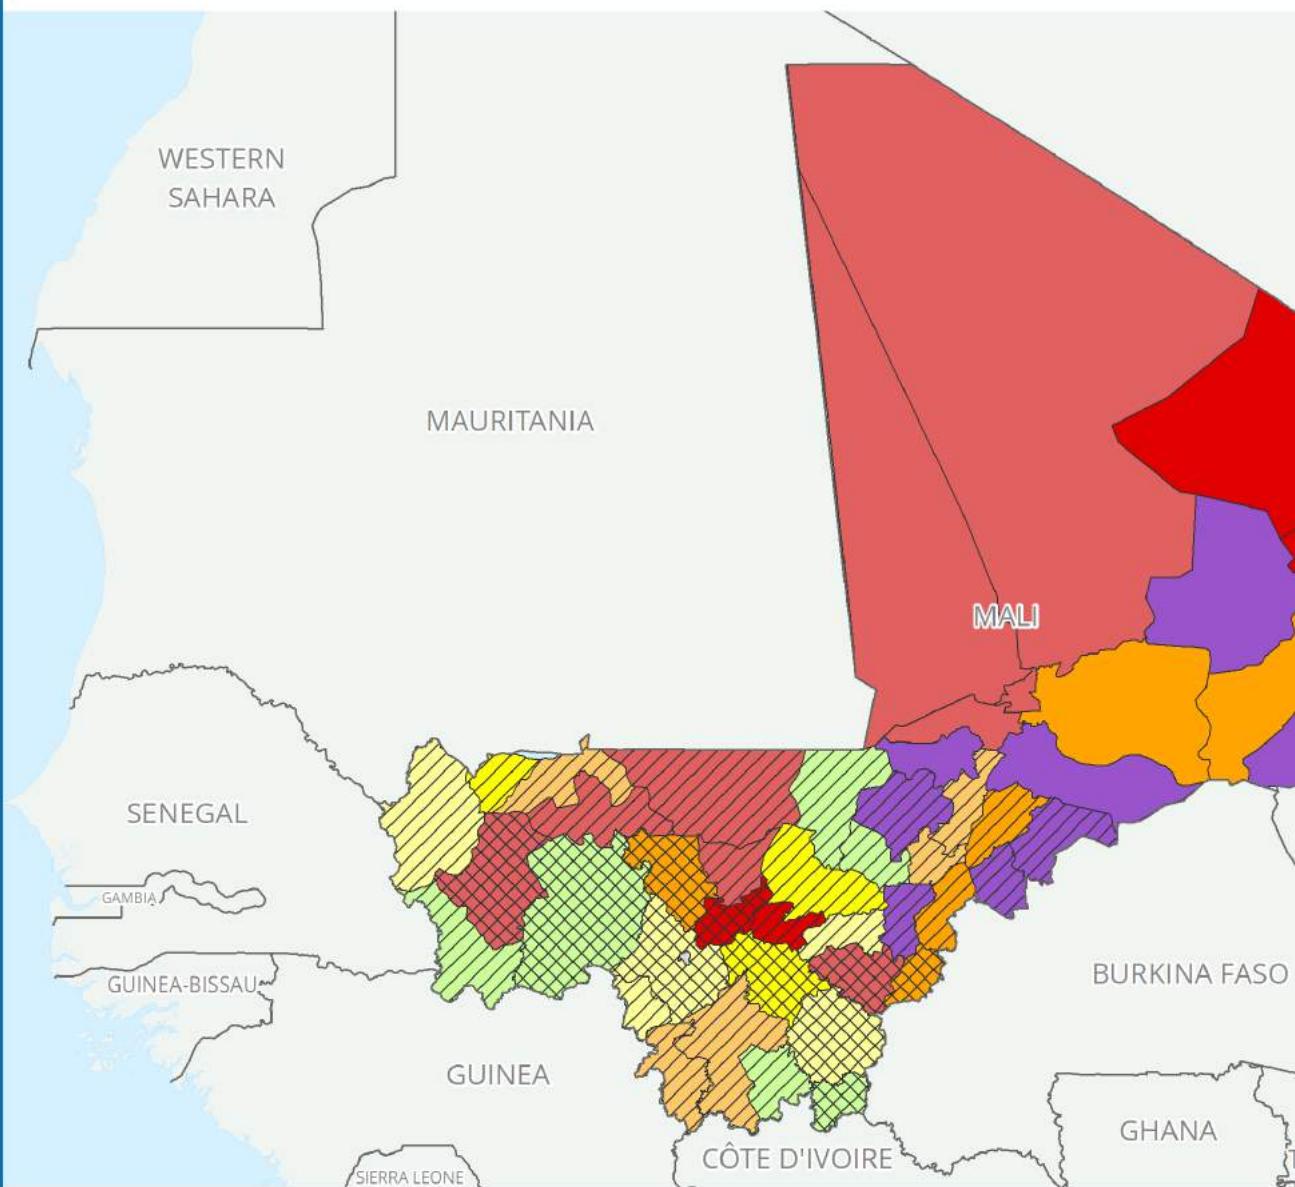 WESTERN
SAHARA
MAURITANIA
MALI
SENEGAL
GAMBIA
GUINEA-BISSAU
BURKINA FASO
GUINEA
GHANA
CÔTE D'IVOIRE
SIERRA LEONE